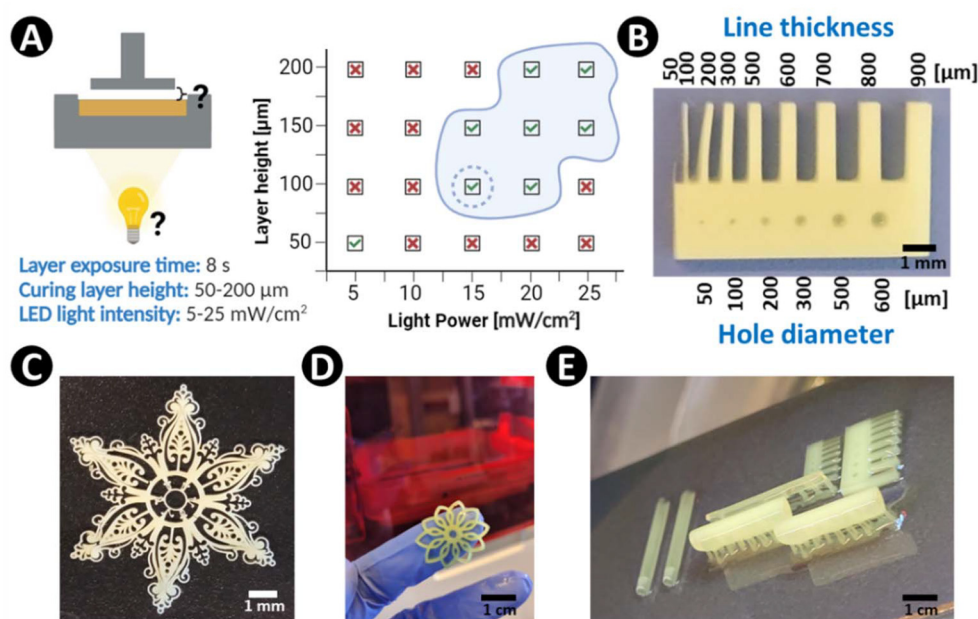 A
?
?
Layer exposure time: 8 s
Curing layer height: 50-200 µm
LED light intensity: 5-25 mW/cm²
Layer height [µm]
200
150
100
50
5 10 15 20 25
Light Power [mW/cm²]
B
Line thickness
50 100 200 300 500 600 700 800 900 [µm]
1 mm
50 100 200 300 500 600 [µm]
Hole diameter
C
1 mm
D
1 cm
E
1 cm